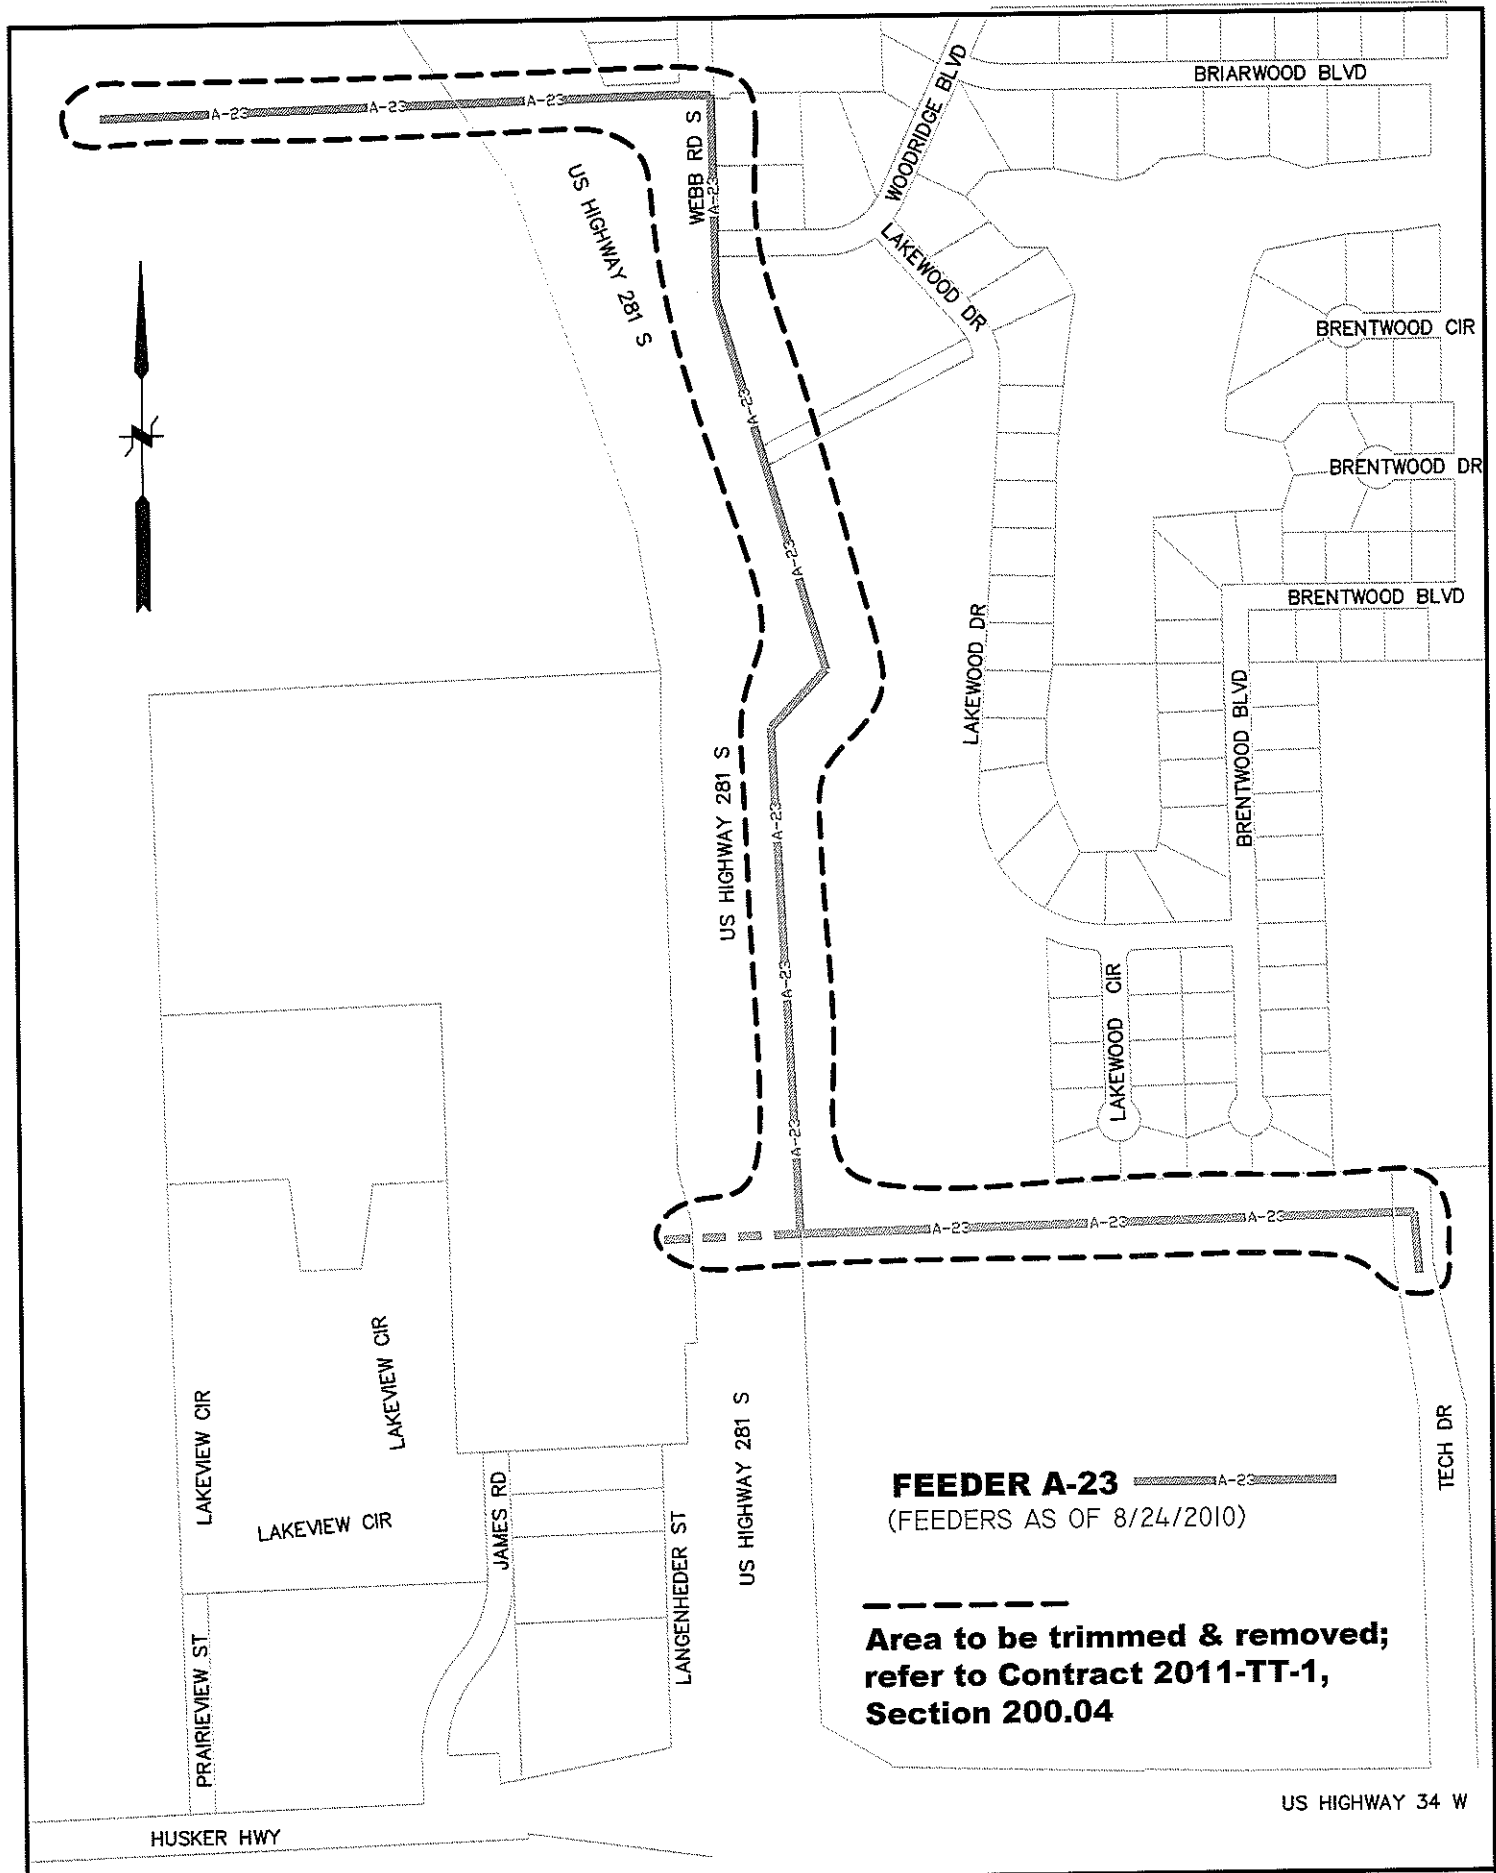 BRIARWOOD BLVD
A-23
A-23
A-23
WOODRIDGE BLVD
WEBB RD S
A-23
US HIGHWAY 281 S
LAKEWOOD DR
BRENTWOOD CIR
A-23
BRENTWOOD DR
A-23
BRENTWOOD BLVD
LAKEWOOD DR
BRENTWOOD BLVD
US HIGHWAY 281 S
A-23
A-23
LAKEWOOD CIR
A-23
A-23
A-23
A-23
LAKEVIEW CIR
LAKEVIEW CIR
US HIGHWAY 281 S
TECH DR
FEEDER A-23
A-23
(FEEDERS AS OF 8/24/2010)
LAKEVIEW CIR
JAMES RD
LANGENHEDER ST
Area to be trimmed & removed;
refer to Contract 2011-TT-1,
Section 200.04
PRAIRIEVIEW ST
US HIGHWAY 34 W
HUSKER HWY